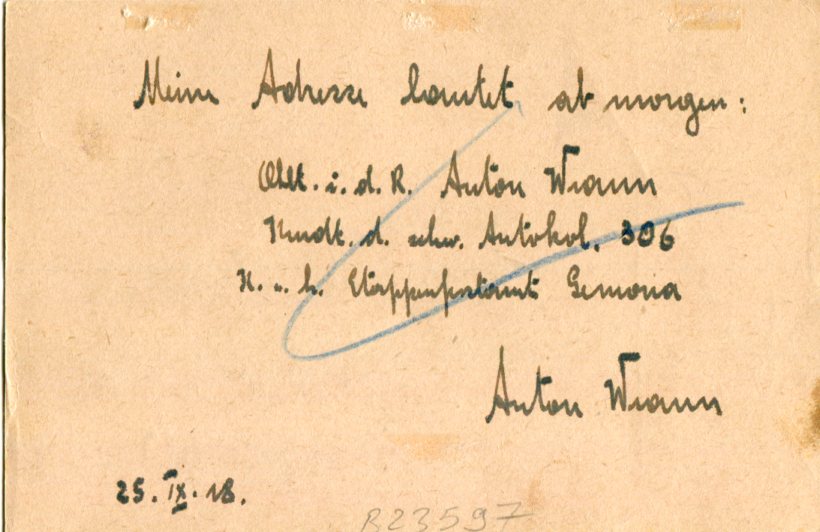 Meine Adresse lautet ab morgen:
Oblt. i. d. R. Anton Wrann
Kmdt. d. schw. Autokol. 306
K. u. k. Etappenpostamt Gemona
Anton Wrann
25. IX. 18.
R23597